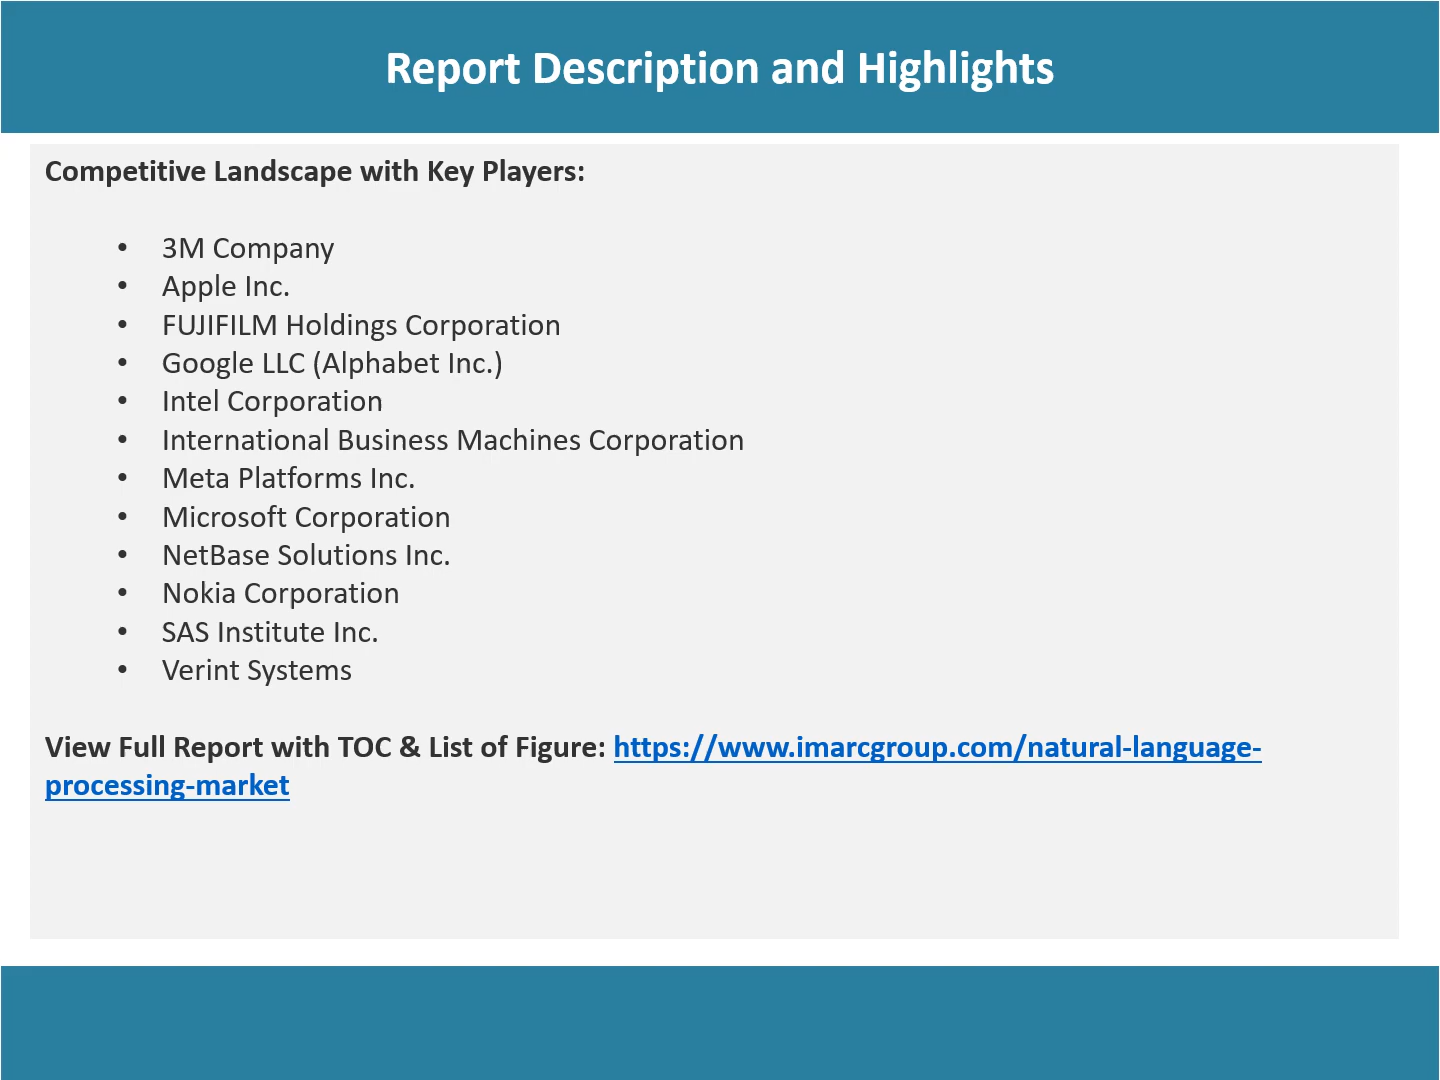 Report Description and Highlights
Competitive Landscape with Key Players:
• 3M Company
• Apple Inc.
• FUJIFILM Holdings Corporation
• Google LLC (Alphabet Inc.)
• Intel Corporation
• International Business Machines Corporation
• Meta Platforms Inc.
• Microsoft Corporation
• NetBase Solutions Inc.
• Nokia Corporation
• SAS Institute Inc.
• Verint Systems
View Full Report with TOC & List of Figure: https://www.imarcgroup.com/natural-language-
processing-market